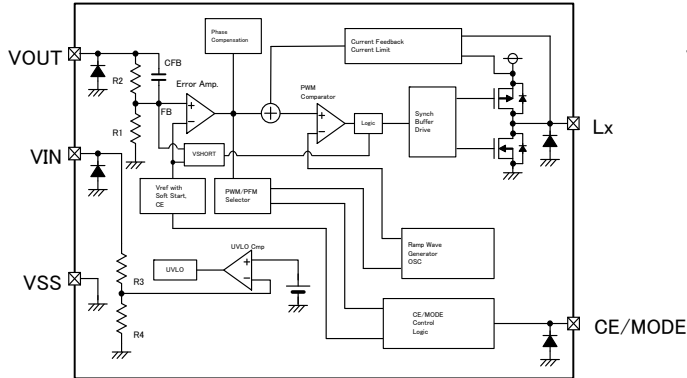 Phase
Compensation
Current Feedback
Current Limit
VOUT
CFB
R2
Error Amp.
PWM
Comparator
FB
R1
Logic
Synch
Buffer
Drive
Lx
VSHORT
VIN
Vref with
Soft Start,
CE
PWM/PFM
Selector
Ramp Wave
Generator
OSC
UVLO Cmp
UVLO
R3
VSS
R4
CE/MODE
Control
Logic
CE/MODE